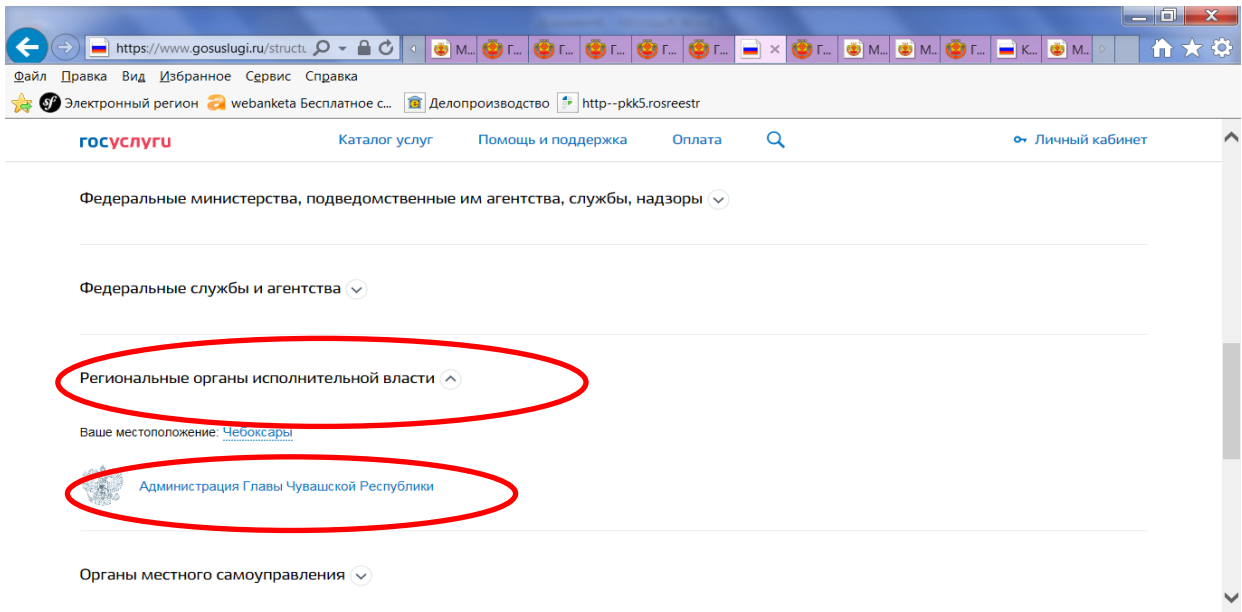 https://www.gosuslugi.ru/structu
М... Г... Г... Г... Г... Г... Г... М... М.. Г... К... М..
Файл Правка Вид Избранное Сервис Справка
Электронный регион webanketa Бесплатное с... Делопроизводство http--pkk5.rosreestr
госуслуги Каталог услуг Помощь и поддержка Оплата Личный кабинет
Федеральные министерства, подведомственные им агентства, службы, надзоры
Федеральные службы и агентства
Региональные органы исполнительной власти
Ваше местоположение: Чебоксары
Администрация Главы Чувашской Республики
Органы местного самоуправления